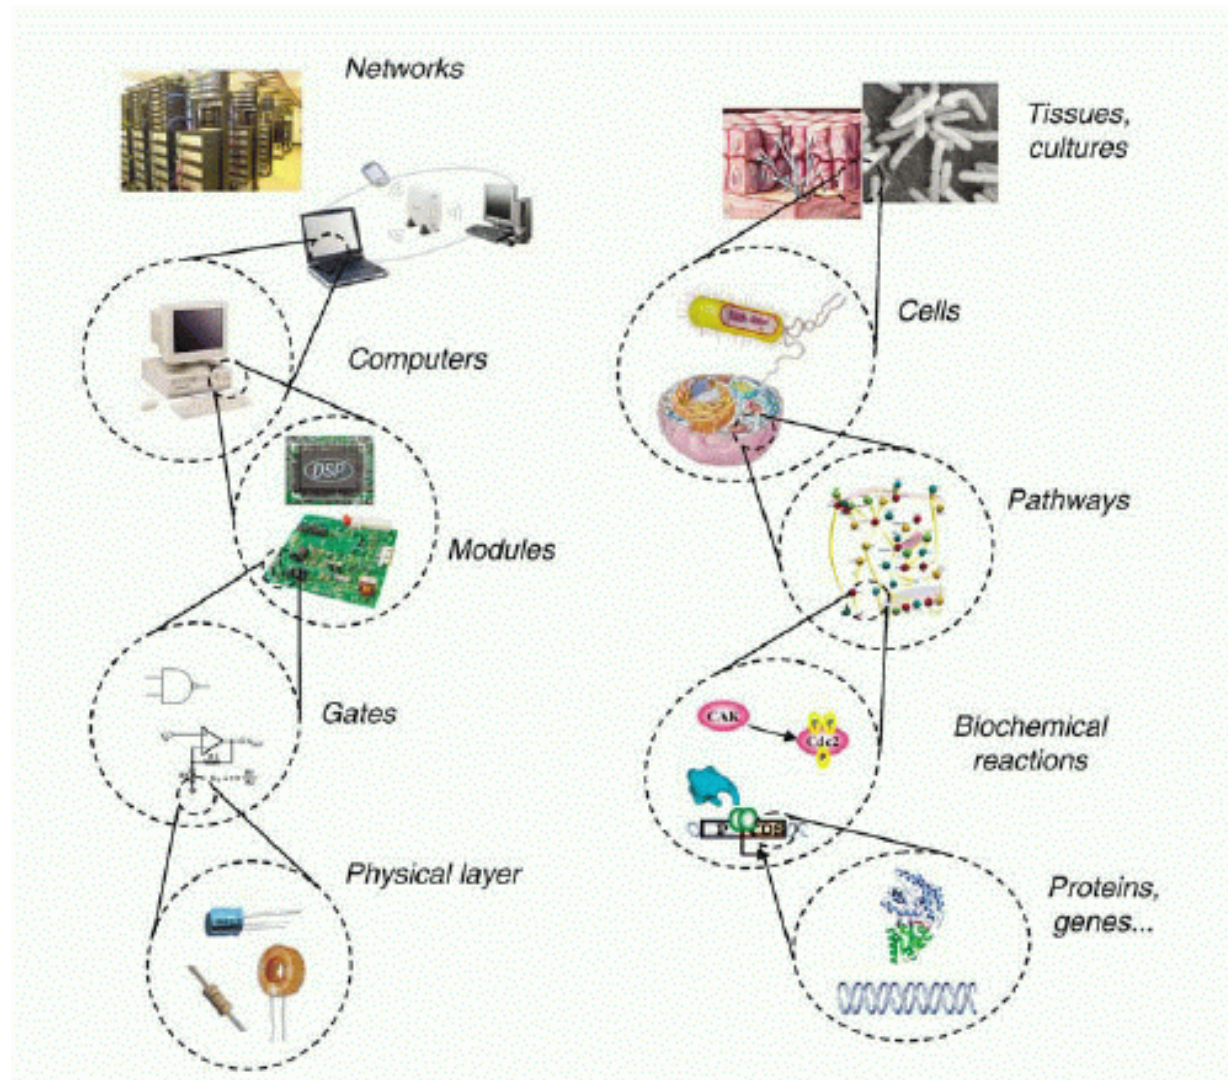 Networks
Tissues,
cultures
Cells
Computers
DSP
Modules
Pathways
Gates
CAK
Cdc2
P
Biochemical
reactions
P
Physical layer
Proteins,
genes...